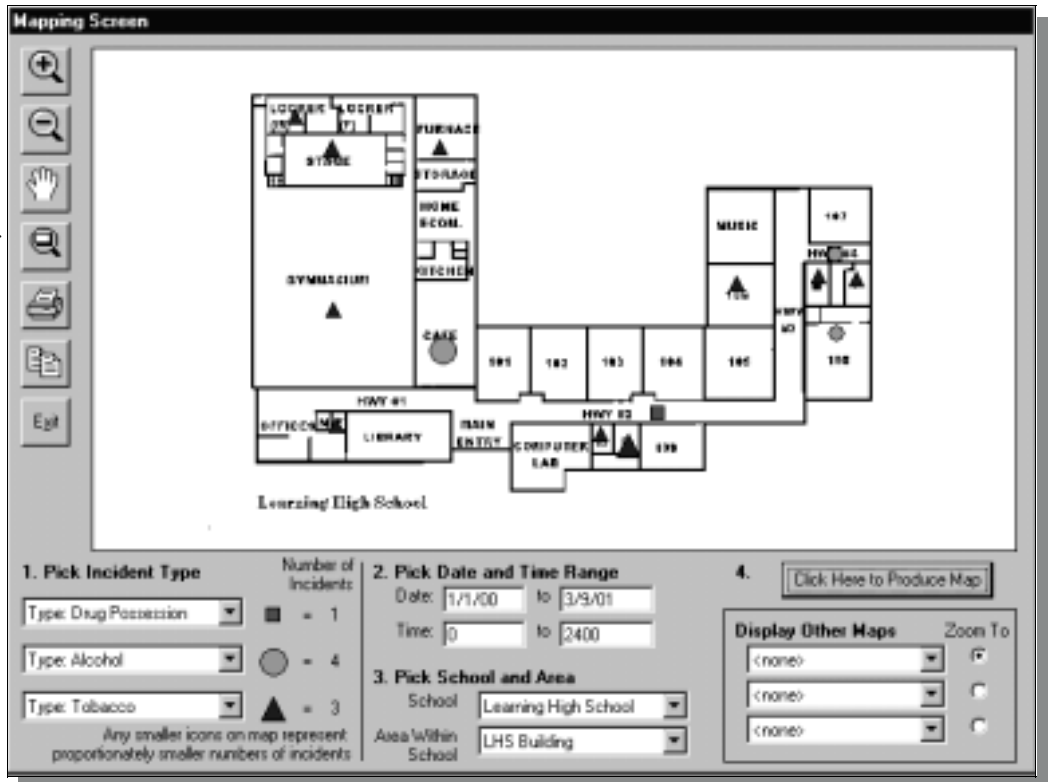 Mapping Screen
LOCKER
LOCKER
STAGE
FURNACE
STORAGE
HOME
ECON.
KITCHEN
GYMNASIUM
CAFE
MUSIC
107
101
102
103
104
105
HWY #1
HWY #2
OFFICES
LIBRARY
MAIN
ENTRY
COMPUTER
LAB
Learning High School
1. Pick Incident Type
Number of
Incidents
Type: Drug Possession
= 1
Type: Alcohol
= 4
Type: Tobacco
= 3
Any smaller icons on map represent
proportionately smaller numbers of incidents
2. Pick Date and Time Range
Date: 1/1/00 to 3/9/01
Time: 0 to 2400
3. Pick School and Area
School Learning High School
Area Within
School
LHS Building
4. Click Here to Produce Map
Display Other Maps Zoom To
<none>
<none>
<none>
Exit